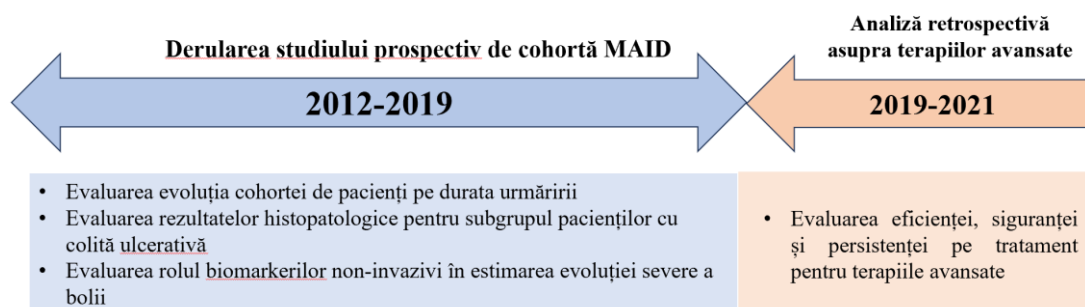 Derularea studiului prospectiv de cohortă MAID
2012-2019
Analiză retrospectivă
asupra terapiilor avansate
2019-2021
• Evaluarea evoluția cohortei de pacienți pe durata urmăririi
• Evaluarea rezultatelor histopatologice pentru subgrupul pacienților cu
colită ulcerativă
• Evaluarea rolul biomarkerilor non-invazivi în estimarea evoluției severe a
bolii
• Evaluarea eficienței, siguranței
și persistenței pe tratament
pentru terapiile avansate